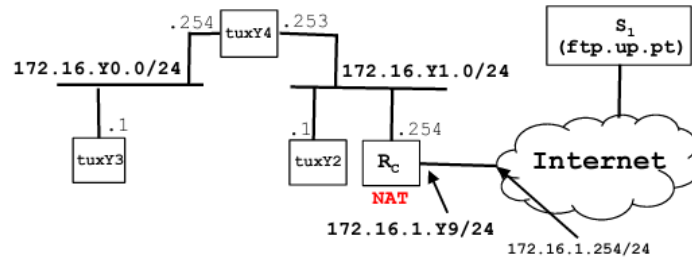 .254
tuxY4
.253
S1
(ftp.up.pt)
172.16.Y0.0/24
172.16.Y1.0/24
.1
.1
.254
tuxY3
tuxY2
Rc
Internet
NAT
172.16.1.Y9/24
172.16.1.254/24